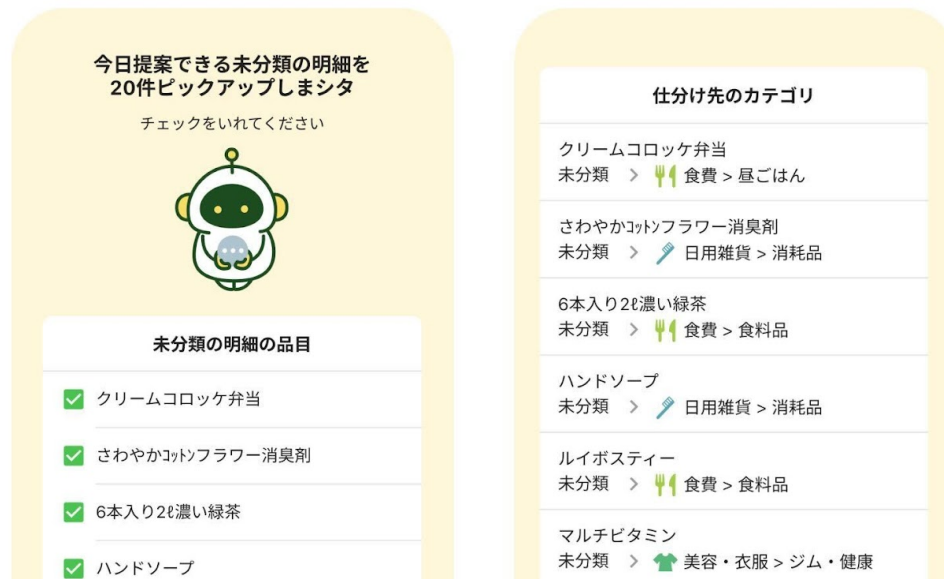 今日提案できる未分類の明細を
20件ピックアップしまシタ
チェックをいれてください
未分類の明細の品目
クリームコロッケ弁当
さわやかｺｯﾄﾝフラワー消臭剤
6本入り2ℓ濃い緑茶
ハンドソープ
仕分け先のカテゴリ
クリームコロッケ弁当
未分類 > 食費 > 昼ごはん
さわやかｺｯﾄﾝフラワー消臭剤
未分類 > 日用雑貨 > 消耗品
6本入り2ℓ濃い緑茶
未分類 > 食費 > 食料品
ハンドソープ
未分類 > 日用雑貨 > 消耗品
ルイボスティー
未分類 > 食費 > 食料品
マルチビタミン
未分類 > 美容・衣服 > ジム・健康